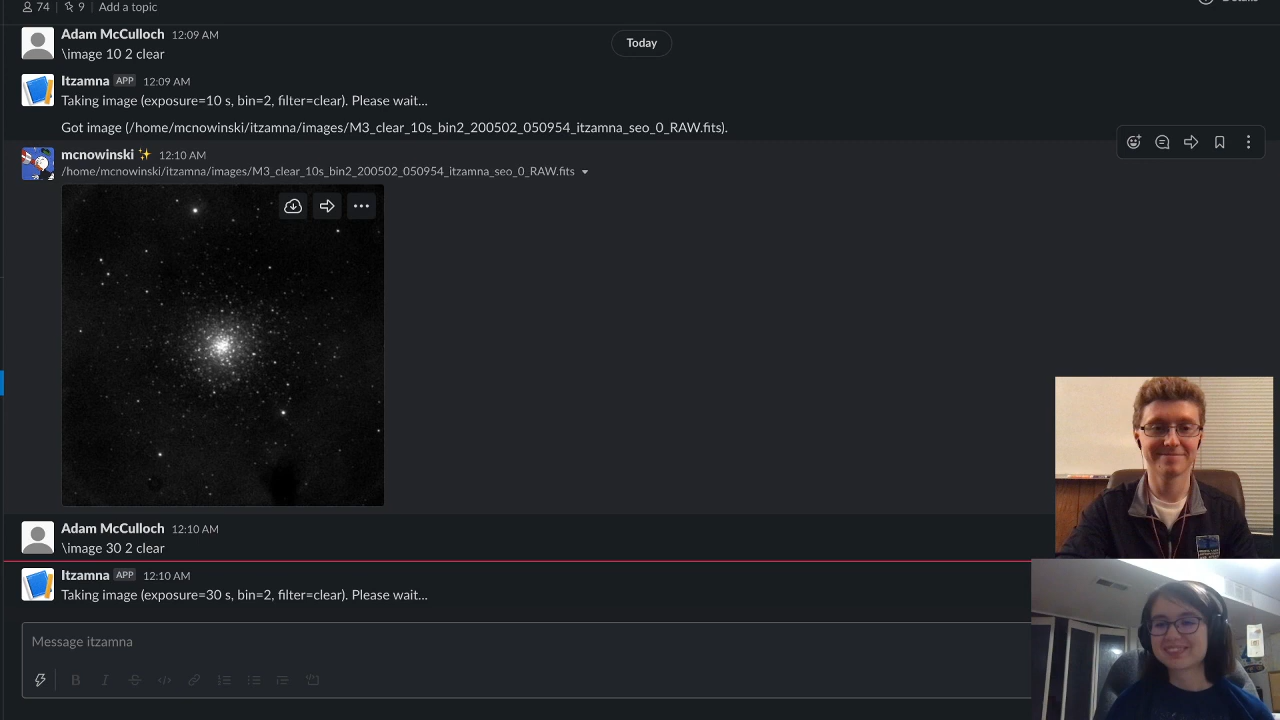 74 | 9 | Add a topic
Adam McCulloch 12:09 AM
Today
\image 10 2 clear
Itzamna APP 12:09 AM
Taking image (exposure=10 s, bin=2, filter=clear). Please wait...
Got image (/home/mcnowinski/itzamna/images/M3_clear_10s_bin2_200502_050954_itzamna_seo_0_RAW.fits).
mcnowinski 12:10 AM
/home/mcnowinski/itzamna/images/M3_clear_10s_bin2_200502_050954_itzamna_seo_0_RAW.fits
Adam McCulloch 12:10 AM
\image 30 2 clear
Itzamna APP 12:10 AM
Taking image (exposure=30 s, bin=2, filter=clear). Please wait...
Message itzamna